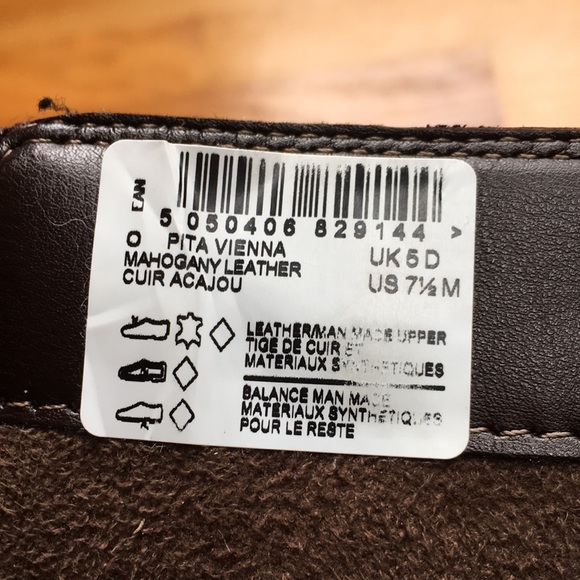 EAN
5 050406 829144 >
O PITA VIENNA UK 5 D
MAHOGANY LEATHER US 7½ M
CUIR ACAJOU
LEATHER/MAN MADE UPPER
TIGE DE CUIR ET
MATERIAUX SYNTHETIQUES
BALANCE MAN MADE
MATERIAUX SYNTHETIQUES
POUR LE RESTE